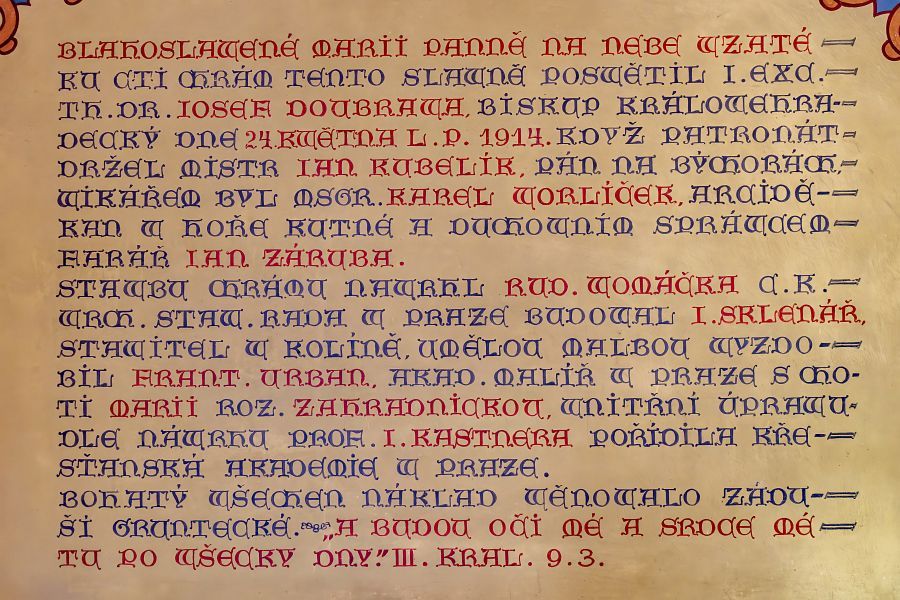 BLAHOSLAWENÉ MARII PANNĚ NA NEBE WZATÉ
KU CTI CHRÁM TENTO SLAWNĚ POSWĚTIL I. EXC.
TH. DR. IOSEF DOUBRAWA, BISKUP KRÁLOWEHRA-
DECKÝ DNE 24. KWĚTNA L. P. 1914. KDYŽ PATRONÁT-
DRŽEL MISTR IAN KUBELÍK, PÁN NA BÝCHORÁCH,
WIKÁŘEM BYL MSGR. KAREL WORLÍČEK, ARCIDĚ-
KAN W HOŘE KUTNÉ A DUCHOWNÍM SPRÁWCEM
FARÁŘ IAN ZÁRUBA.
STAWBU CHRÁMU NAWRHL RUD. WOMÁČKA C. K.
WRCH. STAW. RADA W PRAZE BUDOWAL I. SKLENÁŘ,
STAWITEL W KOLÍNĚ, UMĚLOU MALBOU WYZDO-
BIL FRANT. URBAN, AKAD. MALÍŘ W PRAZE S CHO-
TÍ MARII ROZ. ZAHRADNICKOU, WNITŘNÍ ÚPRAWU-
DLE NÁWRHU PROF. I. KASTNERA POŘÍDILA KŘE-
SŤANSKÁ AKADEMIE W PRAZE.
BOHATÝ WŠECHEN NÁKLAD WĚNOWALO ZÁDU-
ŠÍ GRUNTECKÉ. „A BUDOU OČI MÉ A SRDCE MÉ
TU PO WŠECKY DNY." III. KRAL. 9.3.